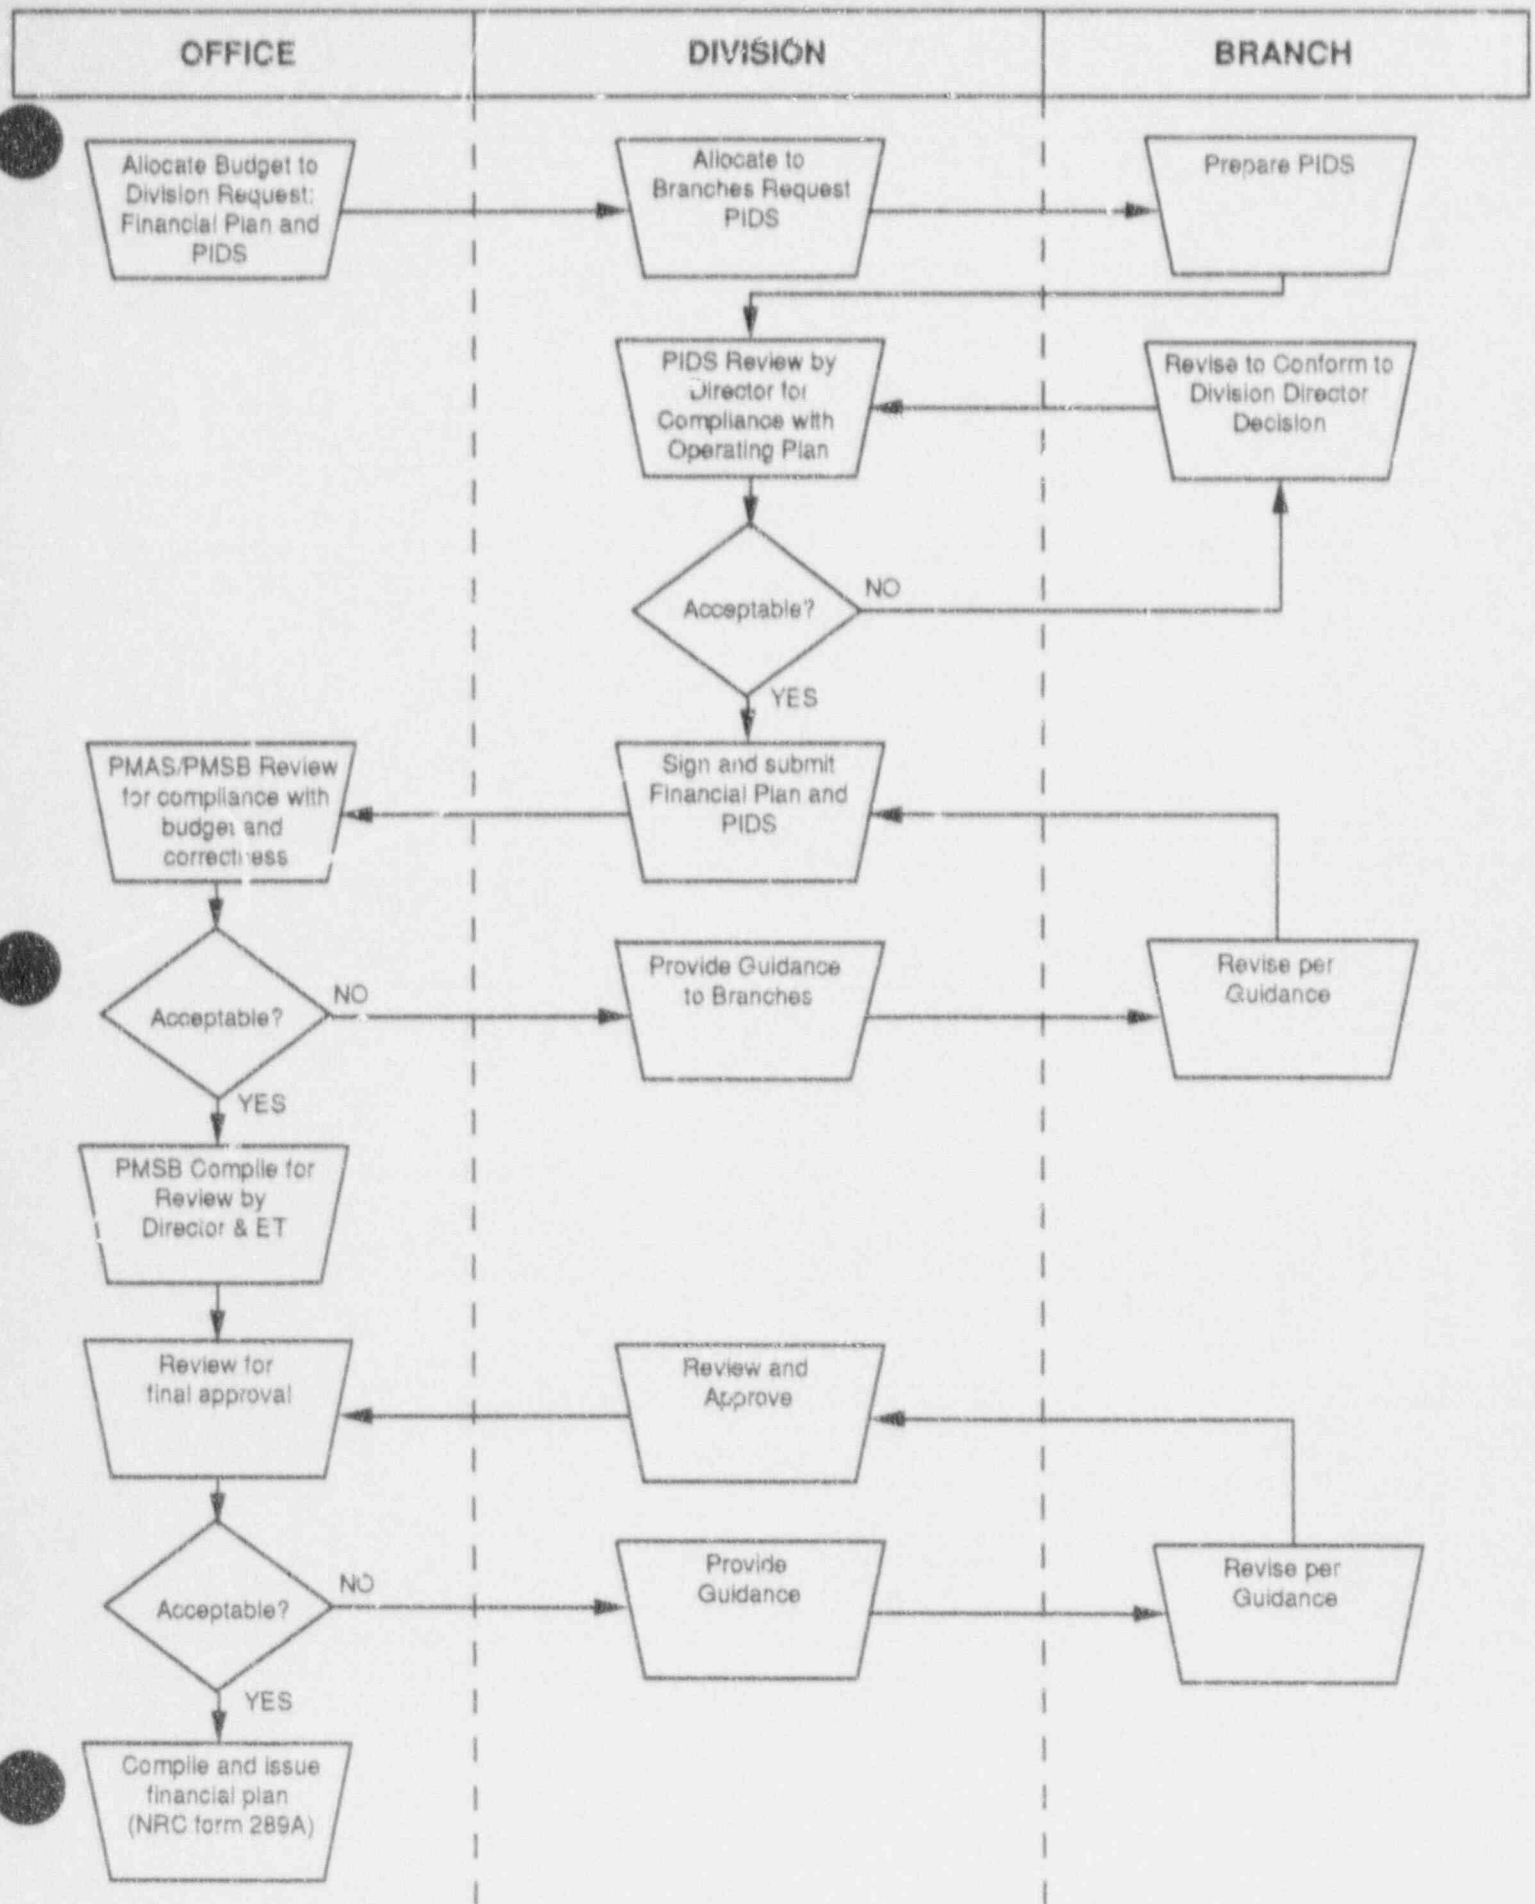 OFFICE
DIVISION
BRANCH
Allocate Budget to
Division Request:
Financial Plan and
PIDS
Allocate to
Branches Request
PIDS
Prepare PIDS
PIDS Review by
Director for
Compliance with
Operating Plan
Revise to Conform to
Division Director
Decision
Acceptable?
NO
YES
PMAS/PMSB Review
for compliance with
budget and
correctness
Sign and submit
Financial Plan and
PIDS
Acceptable?
NO
YES
Provide Guidance
to Branches
Revise per
Guidance
PMSB Compile for
Review by
Director & ET
Review for
final approval
Review and
Approve
Acceptable?
NO
YES
Provide
Guidance
Revise per
Guidance
Compile and issue
financial plan
(NRC form 289A)